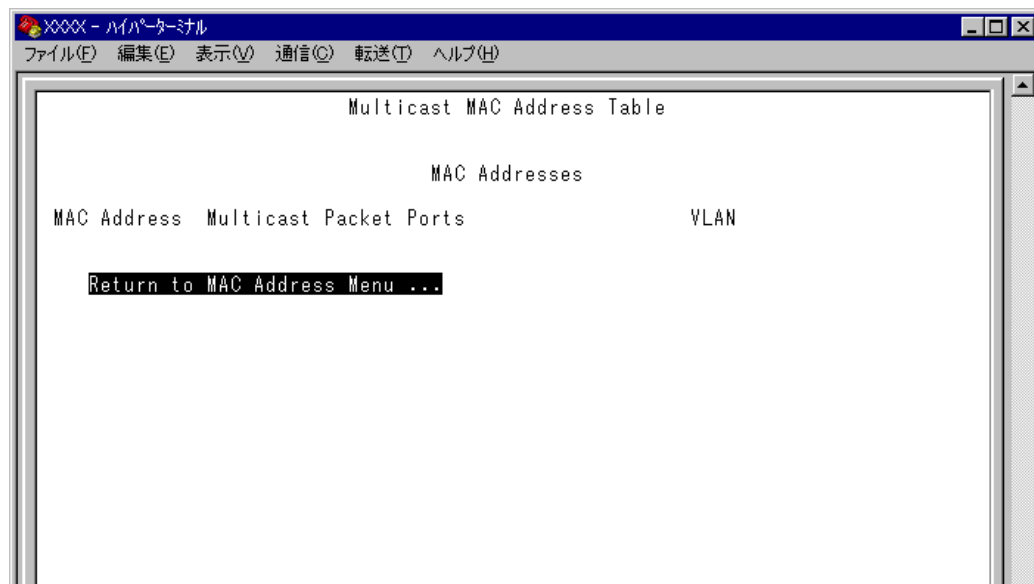 XXXX - ハイパーターミナル
ファイル(F) 編集(E) 表示(V) 通信(C) 転送(T) ヘルプ(H)
Multicast MAC Address Table
MAC Addresses
MAC Address Multicast Packet Ports VLAN
Return to MAC Address Menu ...